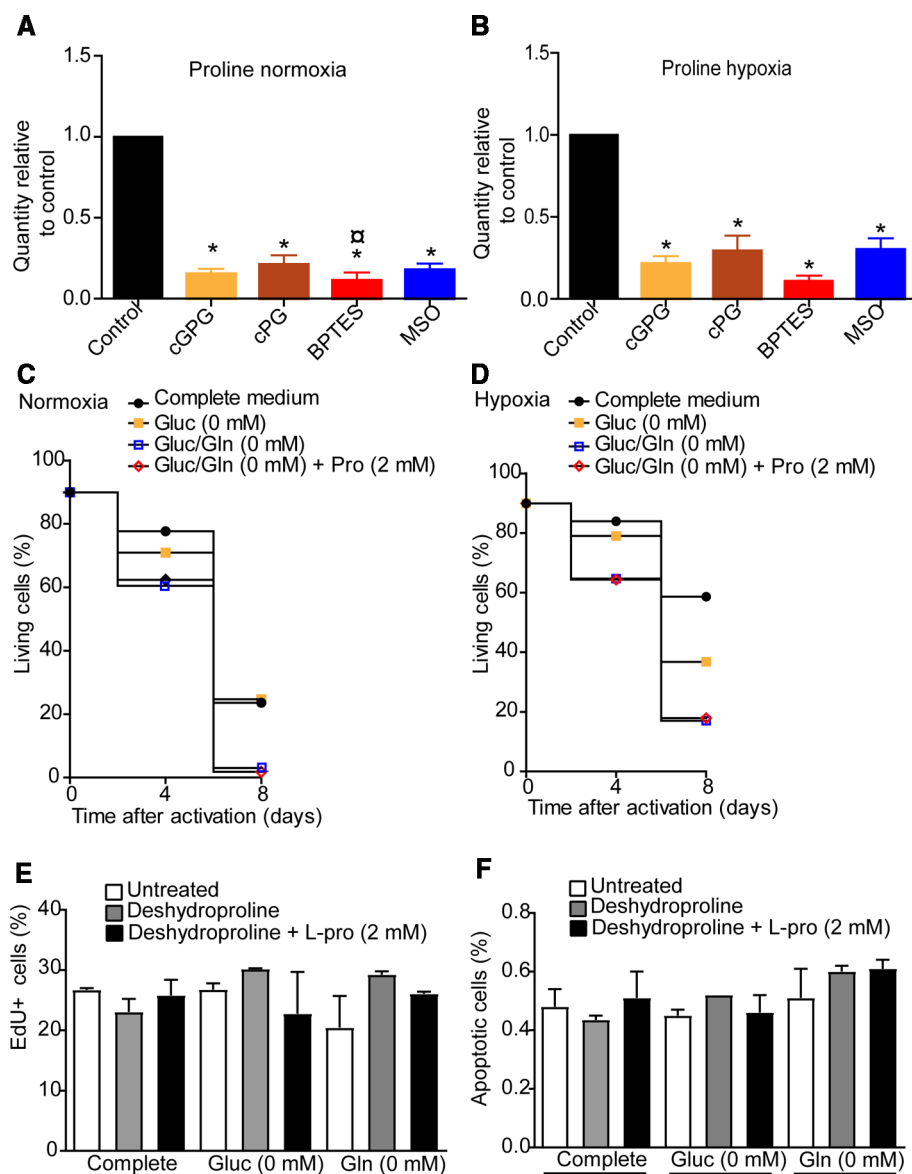 A
Proline normoxia
Quantity relative
to control
1.5
1.0
0.5
0.0
*
*
¤
*
*
Control
cGPG
cPG
BPTES
MSO
B
Proline hypoxia
Quantity relative
to control
1.5
1.0
0.5
0.0
*
*
*
*
Control
cGPG
cPG
BPTES
MSO
C
Normoxia
Complete medium
Gluc (0 mM)
Gluc/Gln (0 mM)
Gluc/Gln (0 mM) + Pro (2 mM)
Living cells (%)
100
80
60
40
20
0
0
4
8
Time after activation (days)
D
Hypoxia
Complete medium
Gluc (0 mM)
Gluc/Gln (0 mM)
Gluc/Gln (0 mM) + Pro (2 mM)
Living cells (%)
100
80
60
40
20
0
0
4
8
Time after activation (days)
E
Untreated
Deshydroproline
Deshydroproline + L-pro (2 mM)
EdU+ cells (%)
40
30
20
10
0
Complete
Gluc (0 mM)
Gln (0 mM)
F
Untreated
Deshydroproline
Deshydroproline + L-pro (2 mM)
Apoptotic cells (%)
0.8
0.6
0.4
0.2
0.0
Complete
Gluc (0 mM)
Gln (0 mM)